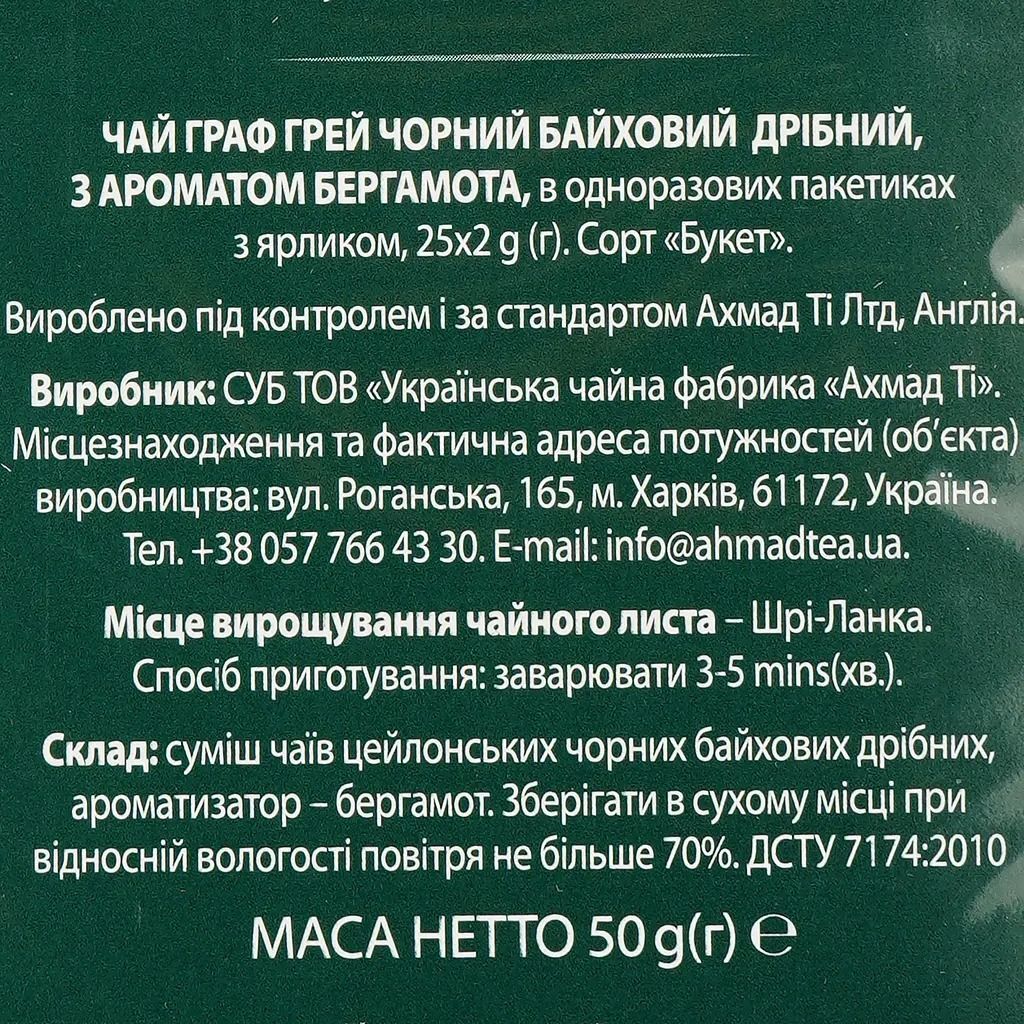 ЧАЙ ГРАФ ГРЕЙ ЧОРНИЙ БАЙХОВИЙ ДРІБНИЙ,
З АРОМАТОМ БЕРГАМОТА, в одноразових пакетиках
з ярликом, 25х2 g (г). Сорт «Букет».
Вироблено під контролем і за стандартом Ахмад Ті Лтд, Англія.
Виробник: СУБ ТОВ «Українська чайна фабрика «Ахмад Ті».
Місцезнаходження та фактична адреса потужностей (об’єкта)
виробництва: вул. Роганська, 165, м. Харків, 61172, Україна.
Тел. +38 057 766 43 30. E-mail: info@ahmadtea.ua.
Місце вирощування чайного листа – Шрі-Ланка.
Спосіб приготування: заварювати 3-5 mins(хв.).
Склад: суміш чаїв цейлонських чорних байхових дрібних,
ароматизатор – бергамот. Зберігати в сухому місці при
відносній вологості повітря не більше 70%. ДСТУ 7174:2010
МАСА НЕТТО 50 g(г) ℮